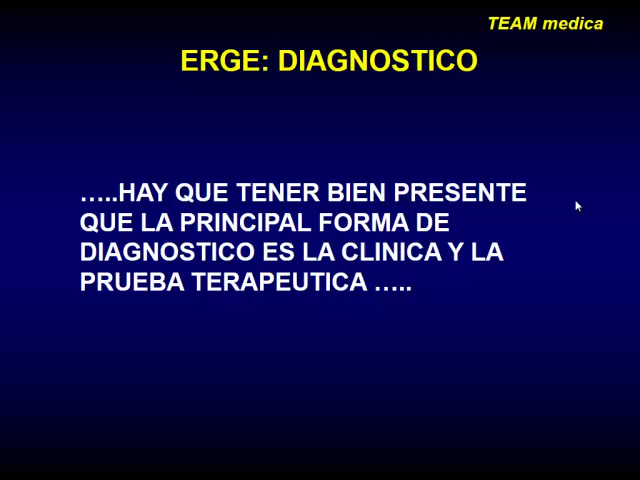 TEAM medica
ERGE: DIAGNOSTICO
…..HAY QUE TENER BIEN PRESENTE
QUE LA PRINCIPAL FORMA DE
DIAGNOSTICO ES LA CLINICA Y LA
PRUEBA TERAPEUTICA …..